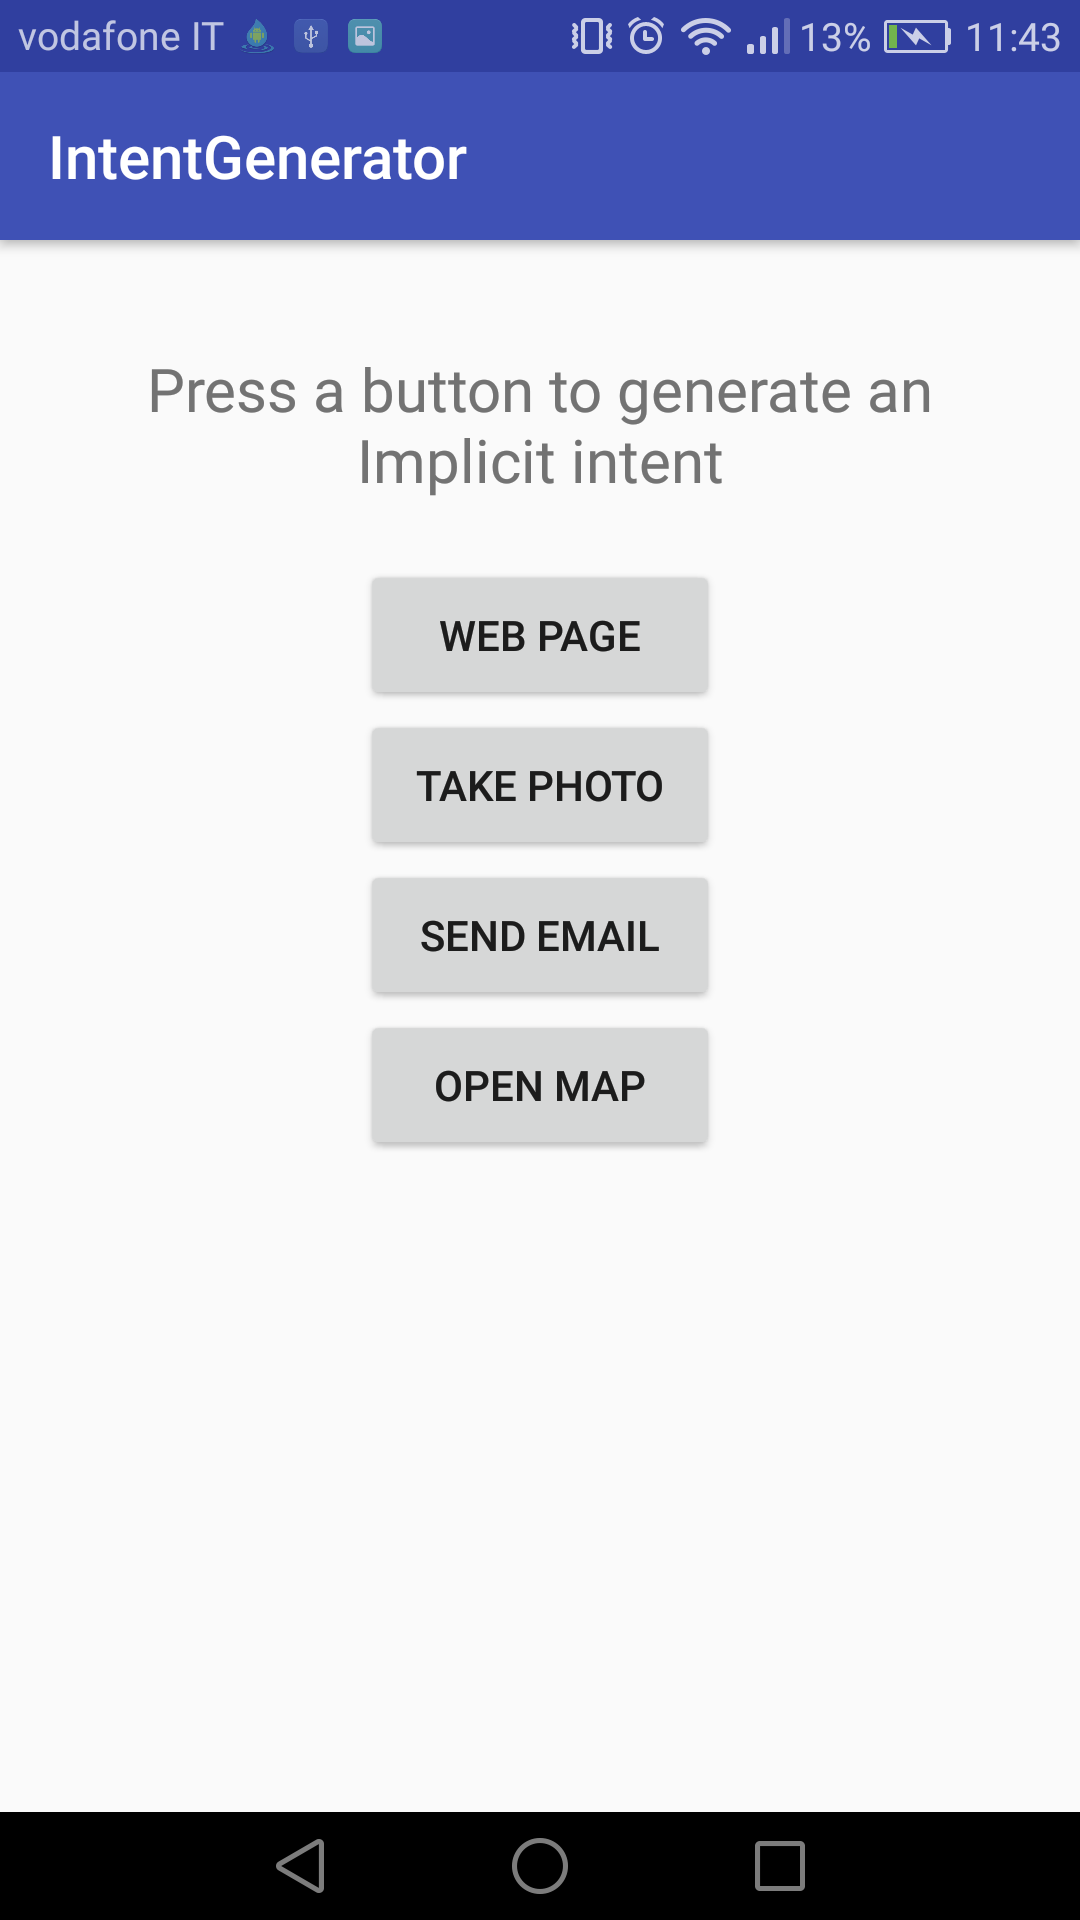 vodafone IT 13% 11:43
IntentGenerator
Press a button to generate an
Implicit intent
WEB PAGE
TAKE PHOTO
SEND EMAIL
OPEN MAP